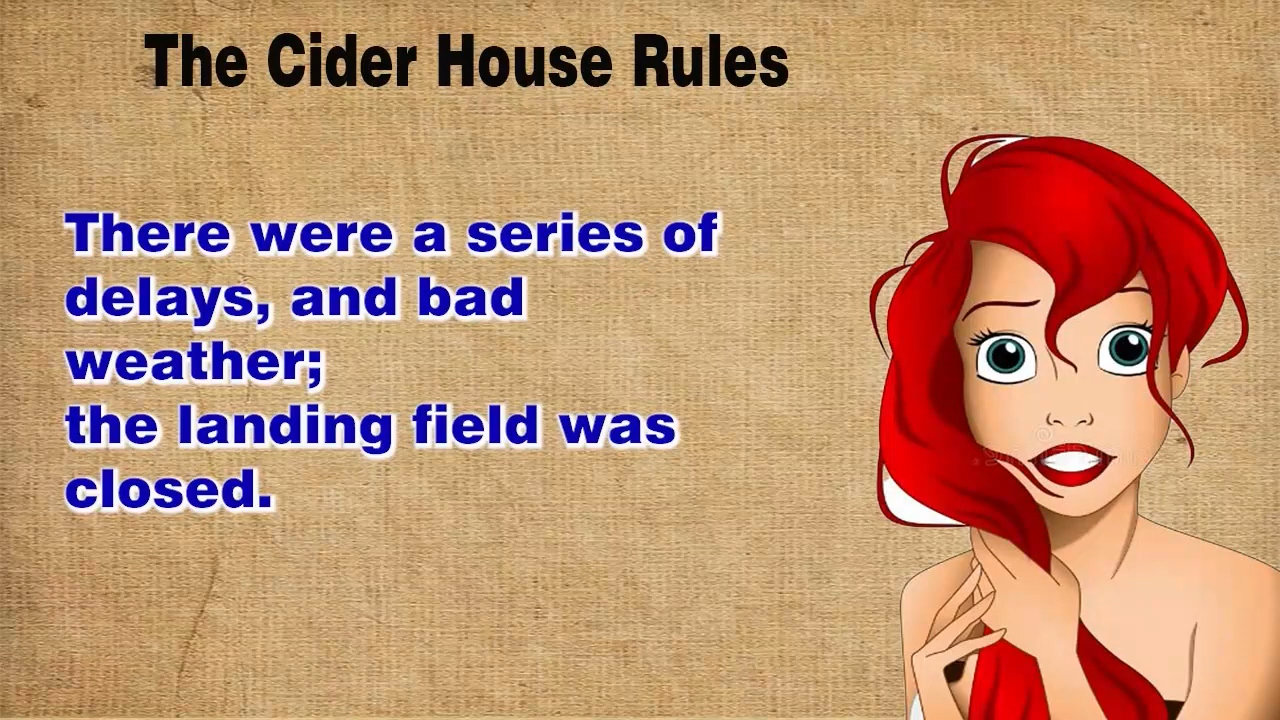 The Cider House Rules
There were a series of
delays, and bad
weather;
the landing field was
closed.